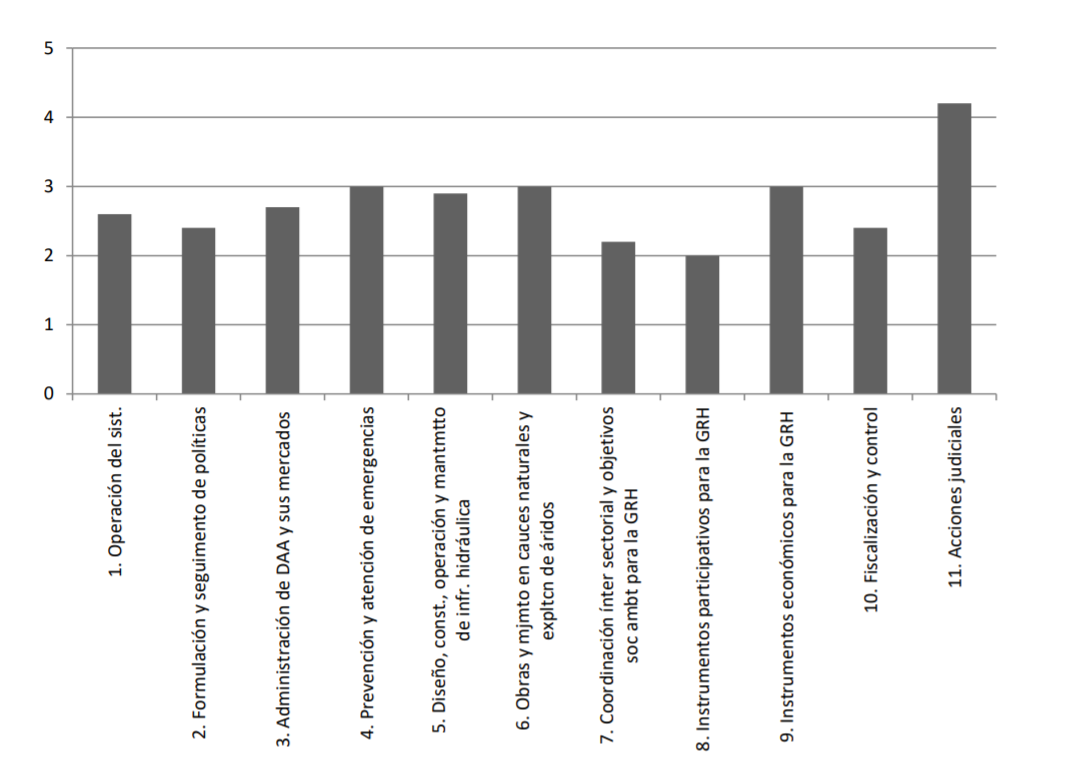 5
4
3
2
1
0
1. Operación del sist.
2. Formulación y seguimento de políticas
3. Administración de DAA y sus mercados
4. Prevención y atención de emergencias
5. Diseño, const., operación y mantmtto
de infr. hidráulica
6. Obras y mjmto en cauces naturales y
expltcn de áridos
7. Coordinación ínter sectorial y objetivos
soc ambt para la GRH
8. Instrumentos participativos para la GRH
9. Instrumentos económicos para la GRH
10. Fiscalización y control
11. Acciones judiciales